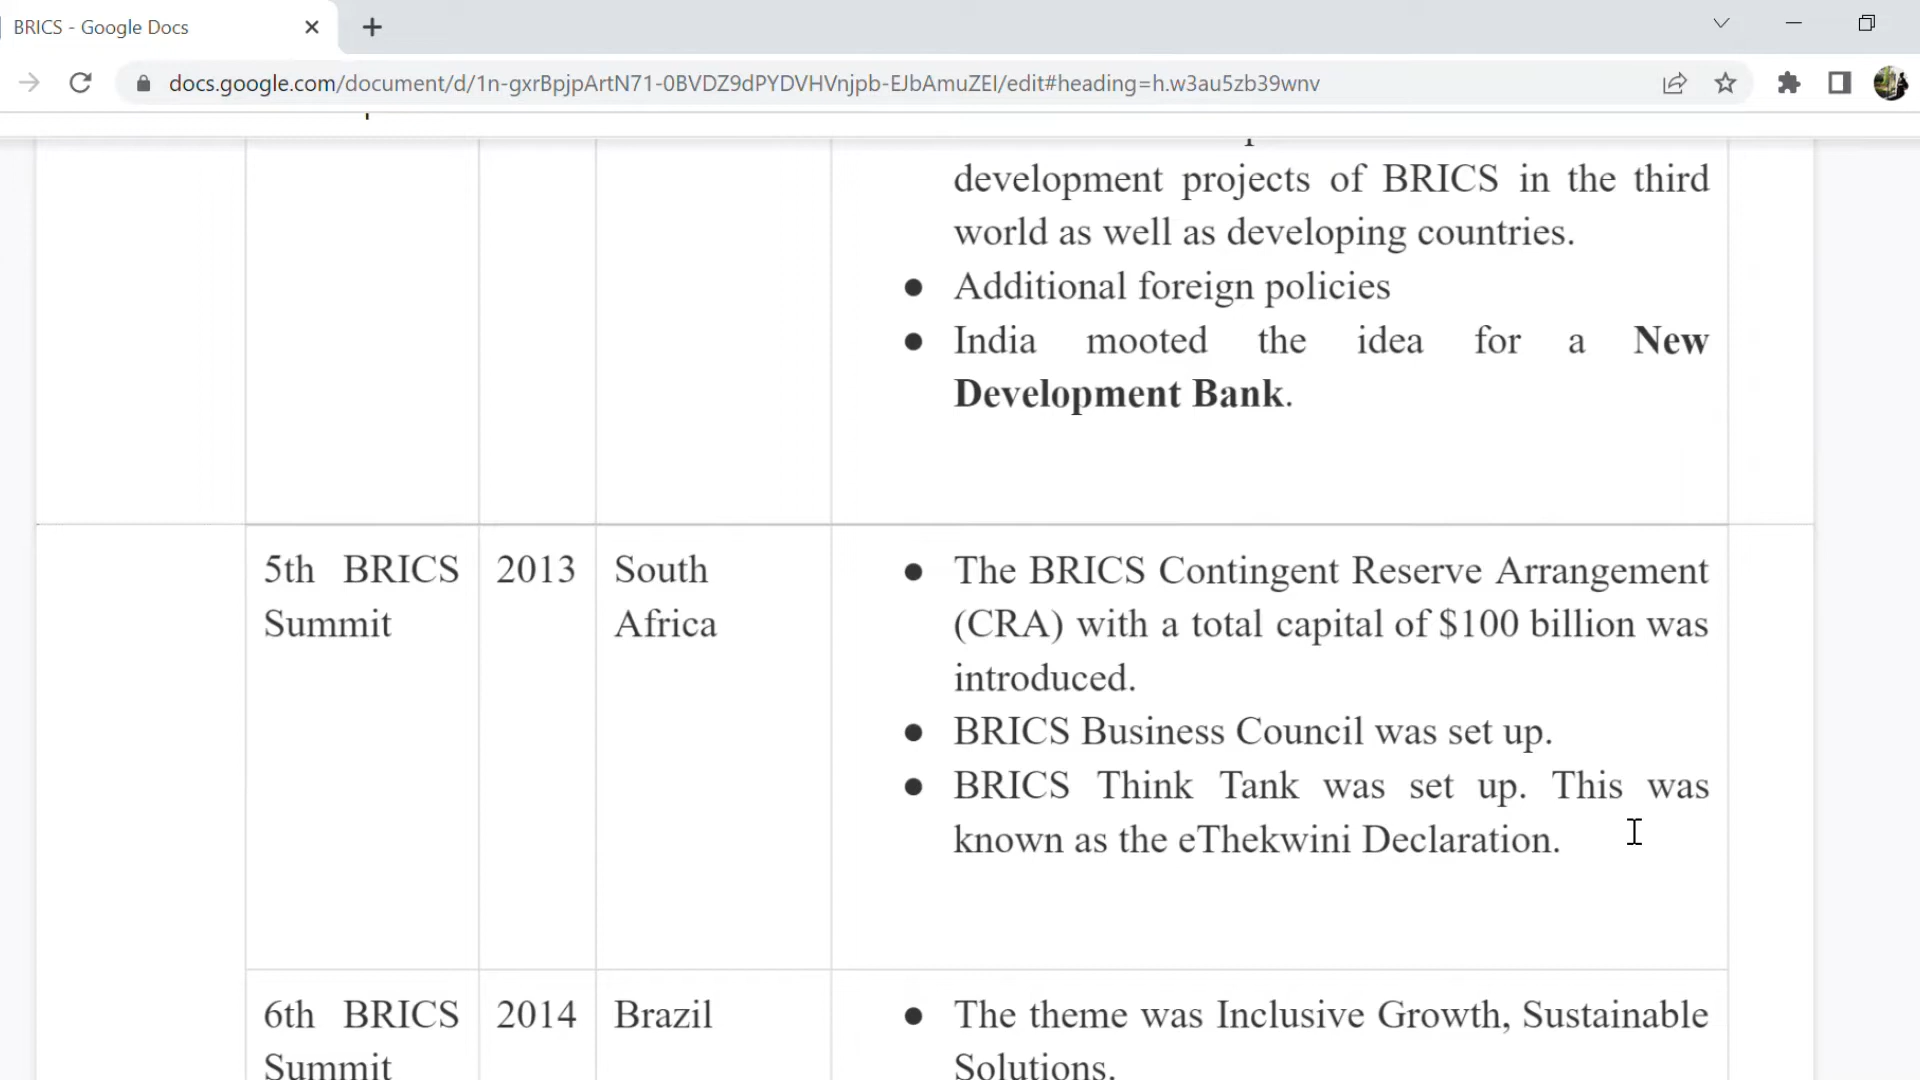 BRICS - Google Docs
docs.google.com/document/d/1n-gxrBpjpArtN71-0BVDZ9dPYDVHVnjpb-EJbAmuZEI/edit#heading=h.w3au5zb39wnv
development projects of BRICS in the third
world as well as developing countries.
● Additional foreign policies
● India mooted the idea for a New
Development Bank.
5th BRICS
Summit
2013
South
Africa
● The BRICS Contingent Reserve Arrangement
(CRA) with a total capital of $100 billion was
introduced.
● BRICS Business Council was set up.
● BRICS Think Tank was set up. This was
known as the eThekwini Declaration.
6th BRICS
Summit
2014
Brazil
● The theme was Inclusive Growth, Sustainable
Solutions.